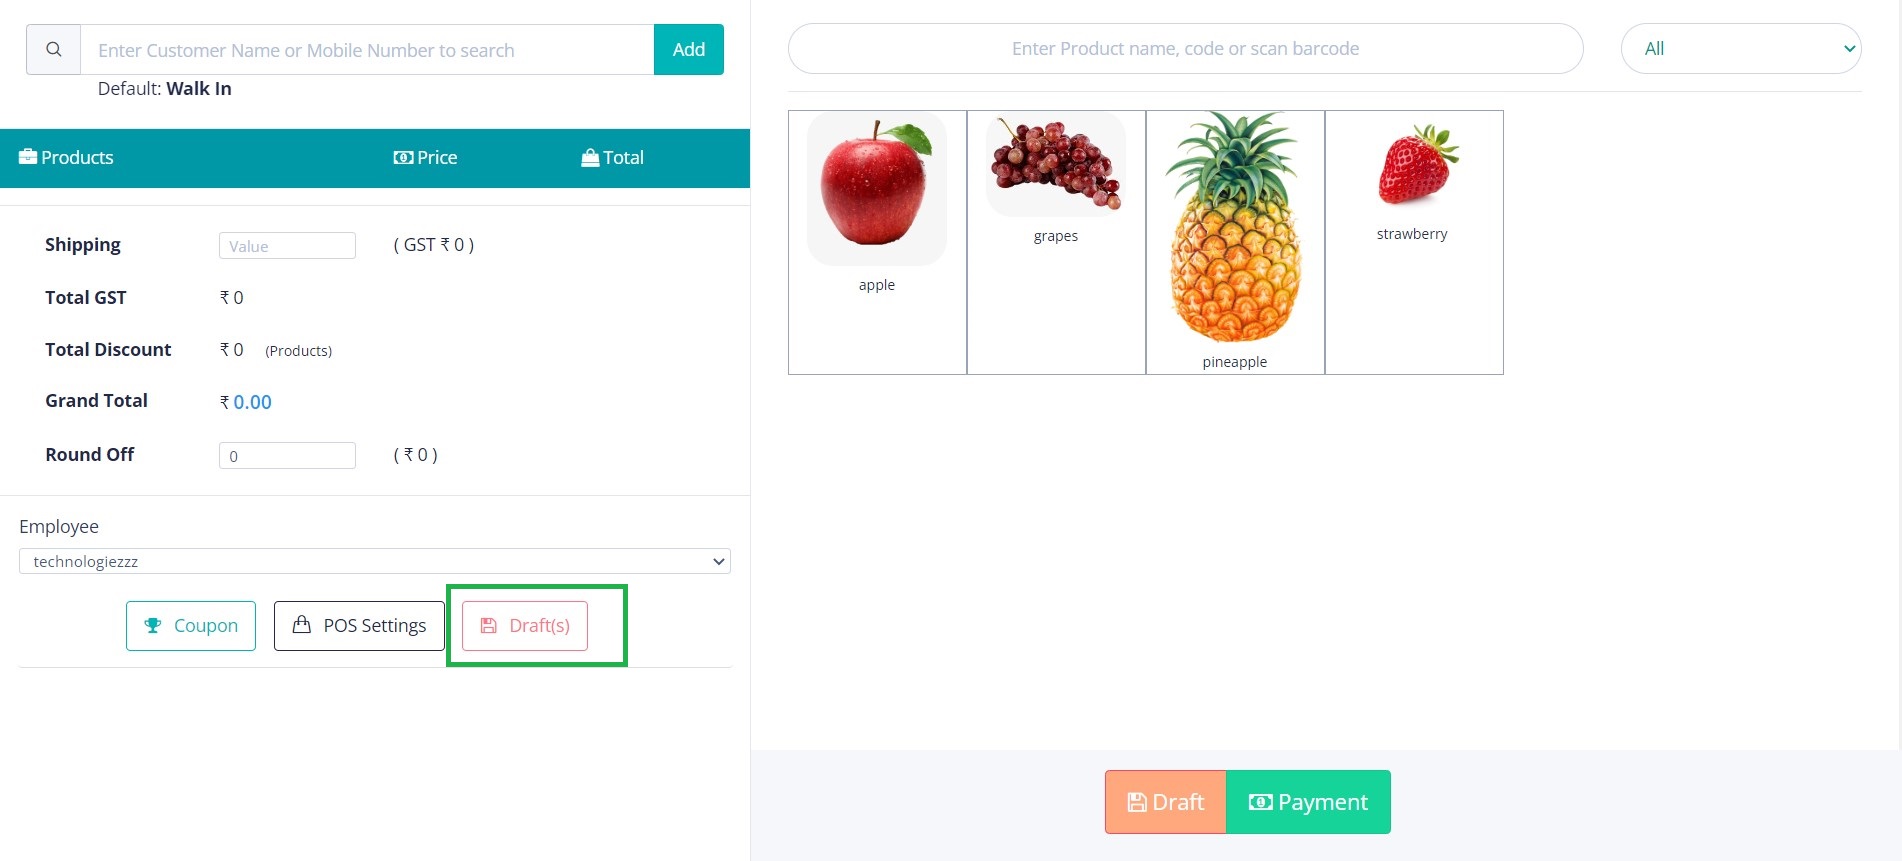 Enter Customer Name or Mobile Number to search
Add
Default: Walk In
Products Price Total
Shipping Value ( GST ₹ 0 )
Total GST ₹ 0
Total Discount ₹ 0 (Products)
Grand Total ₹ 0.00
Round Off 0 ( ₹ 0 )
Employee
technologiezzz
Coupon POS Settings Draft(s)
Enter Product name, code or scan barcode
All
apple
grapes
pineapple
strawberry
Draft Payment